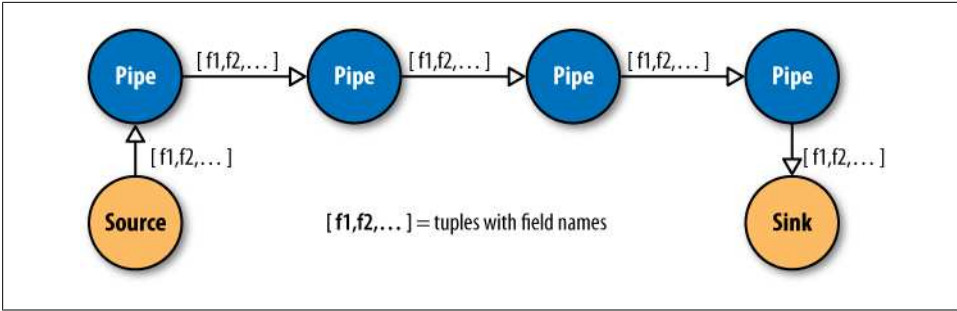 Pipe
[ f1,f2,... ]
Pipe
[ f1,f2,... ]
Pipe
[ f1,f2,... ]
Pipe
[ f1,f2,... ]
[ f1,f2,... ]
Source
[ f1,f2,... ] = tuples with field names
Sink